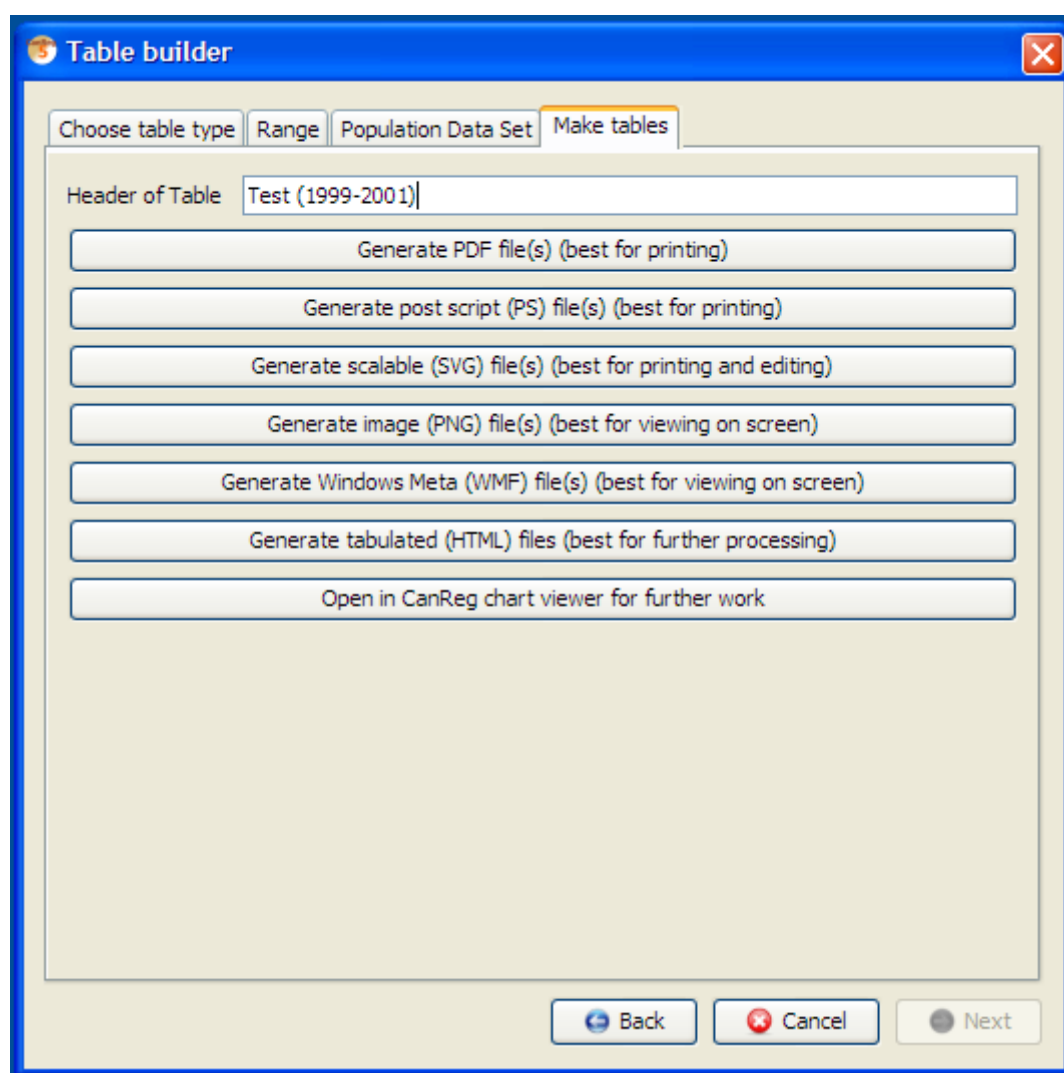 Table builder
Choose table type Range Population Data Set Make tables
Header of Table Test (1999-2001)
Generate PDF file(s) (best for printing)
Generate post script (PS) file(s) (best for printing)
Generate scalable (SVG) file(s) (best for printing and editing)
Generate image (PNG) file(s) (best for viewing on screen)
Generate Windows Meta (WMF) file(s) (best for viewing on screen)
Generate tabulated (HTML) files (best for further processing)
Open in CanReg chart viewer for further work
Back Cancel Next